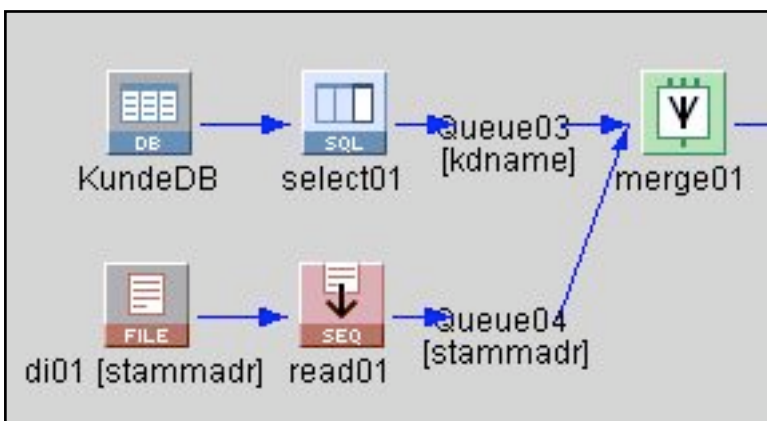 DB
KundeDB
SQL
select01
Queue03
[kdname]
merge01
FILE
di01 [stammadr]
SEQ
read01
Queue04
[stammadr]